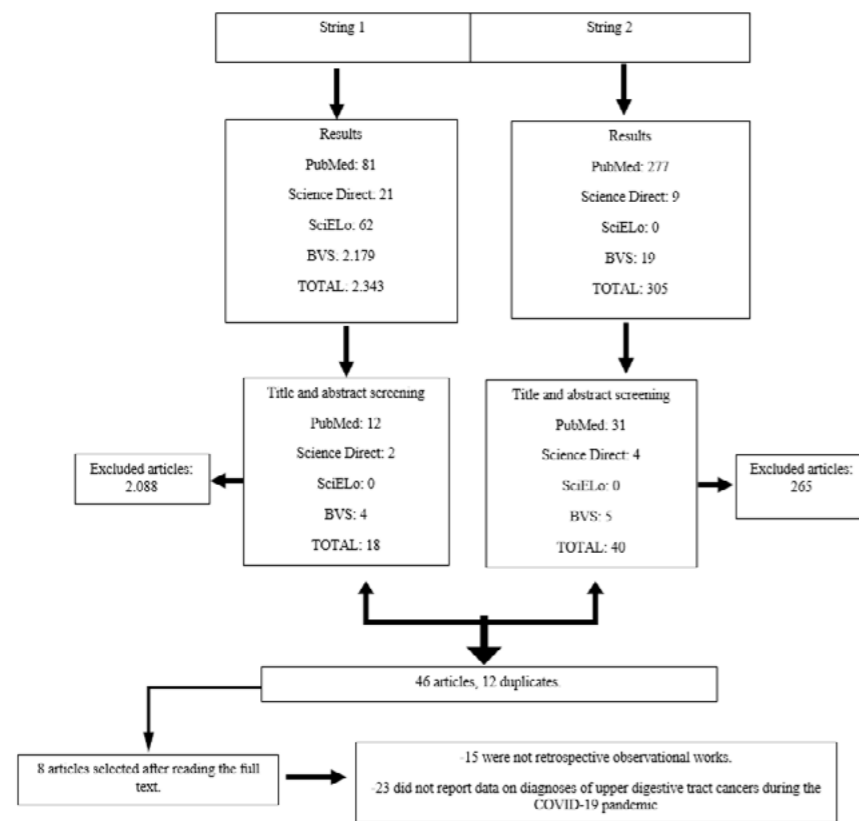 String 1
String 2
Results
PubMed: 81
Science Direct: 21
SciELo: 62
BVS: 2.179
TOTAL: 2.343
Results
PubMed: 277
Science Direct: 9
SciELo: 0
BVS: 19
TOTAL: 305
Title and abstract screening
PubMed: 12
Science Direct: 2
SciELo: 0
BVS: 4
TOTAL: 18
Title and abstract screening
PubMed: 31
Science Direct: 4
SciELo: 0
BVS: 5
TOTAL: 40
Excluded articles:
2.088
Excluded articles:
265
46 articles, 12 duplicates.
8 articles selected after reading the full
text.
-15 were not retrospective observational works.
-23 did not report data on diagnoses of upper digestive tract cancers during the
COVID-19 pandemic